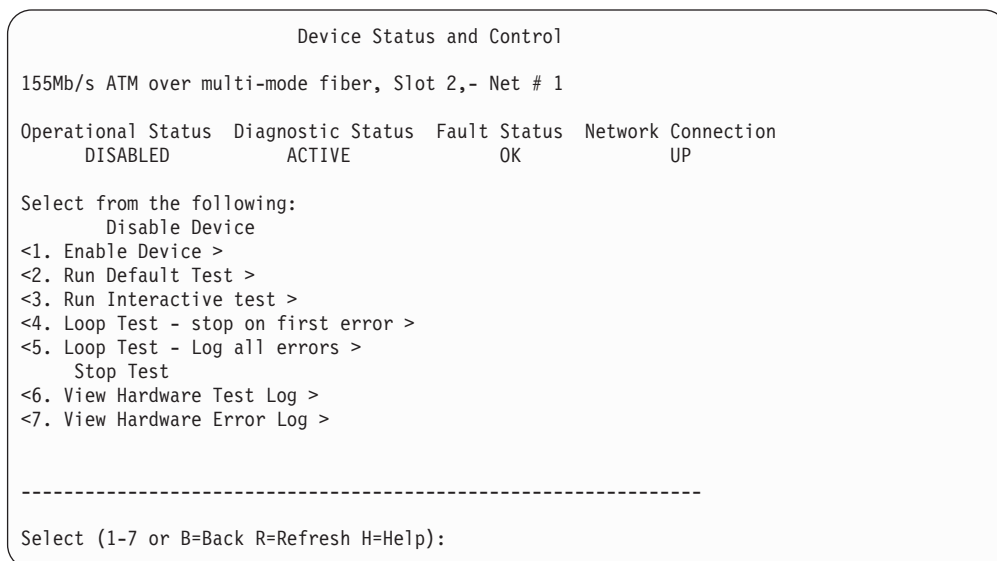 Device Status and Control
155Mb/s ATM over multi-mode fiber, Slot 2,- Net # 1
Operational Status  Diagnostic Status  Fault Status  Network Connection
DISABLED  ACTIVE  OK  UP
Select from the following:
Disable Device
<1. Enable Device >
<2. Run Default Test >
<3. Run Interactive test >
<4. Loop Test - stop on first error >
<5. Loop Test - Log all errors >
Stop Test
<6. View Hardware Test Log >
<7. View Hardware Error Log >
----------------------------------------------------------------
Select (1-7 or B=Back R=Refresh H=Help):